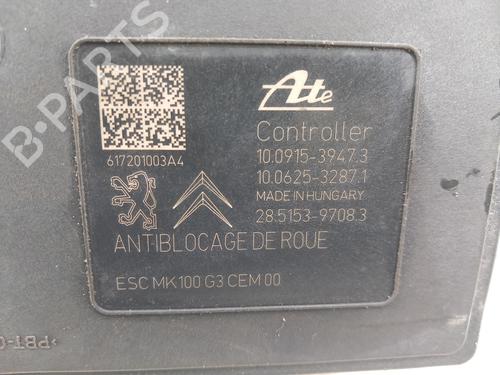 B-PARTS
Ate
Controller
617201003A4
10.0915-3947.3
10.0625-3287.1
MADE IN HUNGARY
28.5153-9708.3
ANTIBLOCAGE DE ROUE
ESC MK100 G3 CEM 00